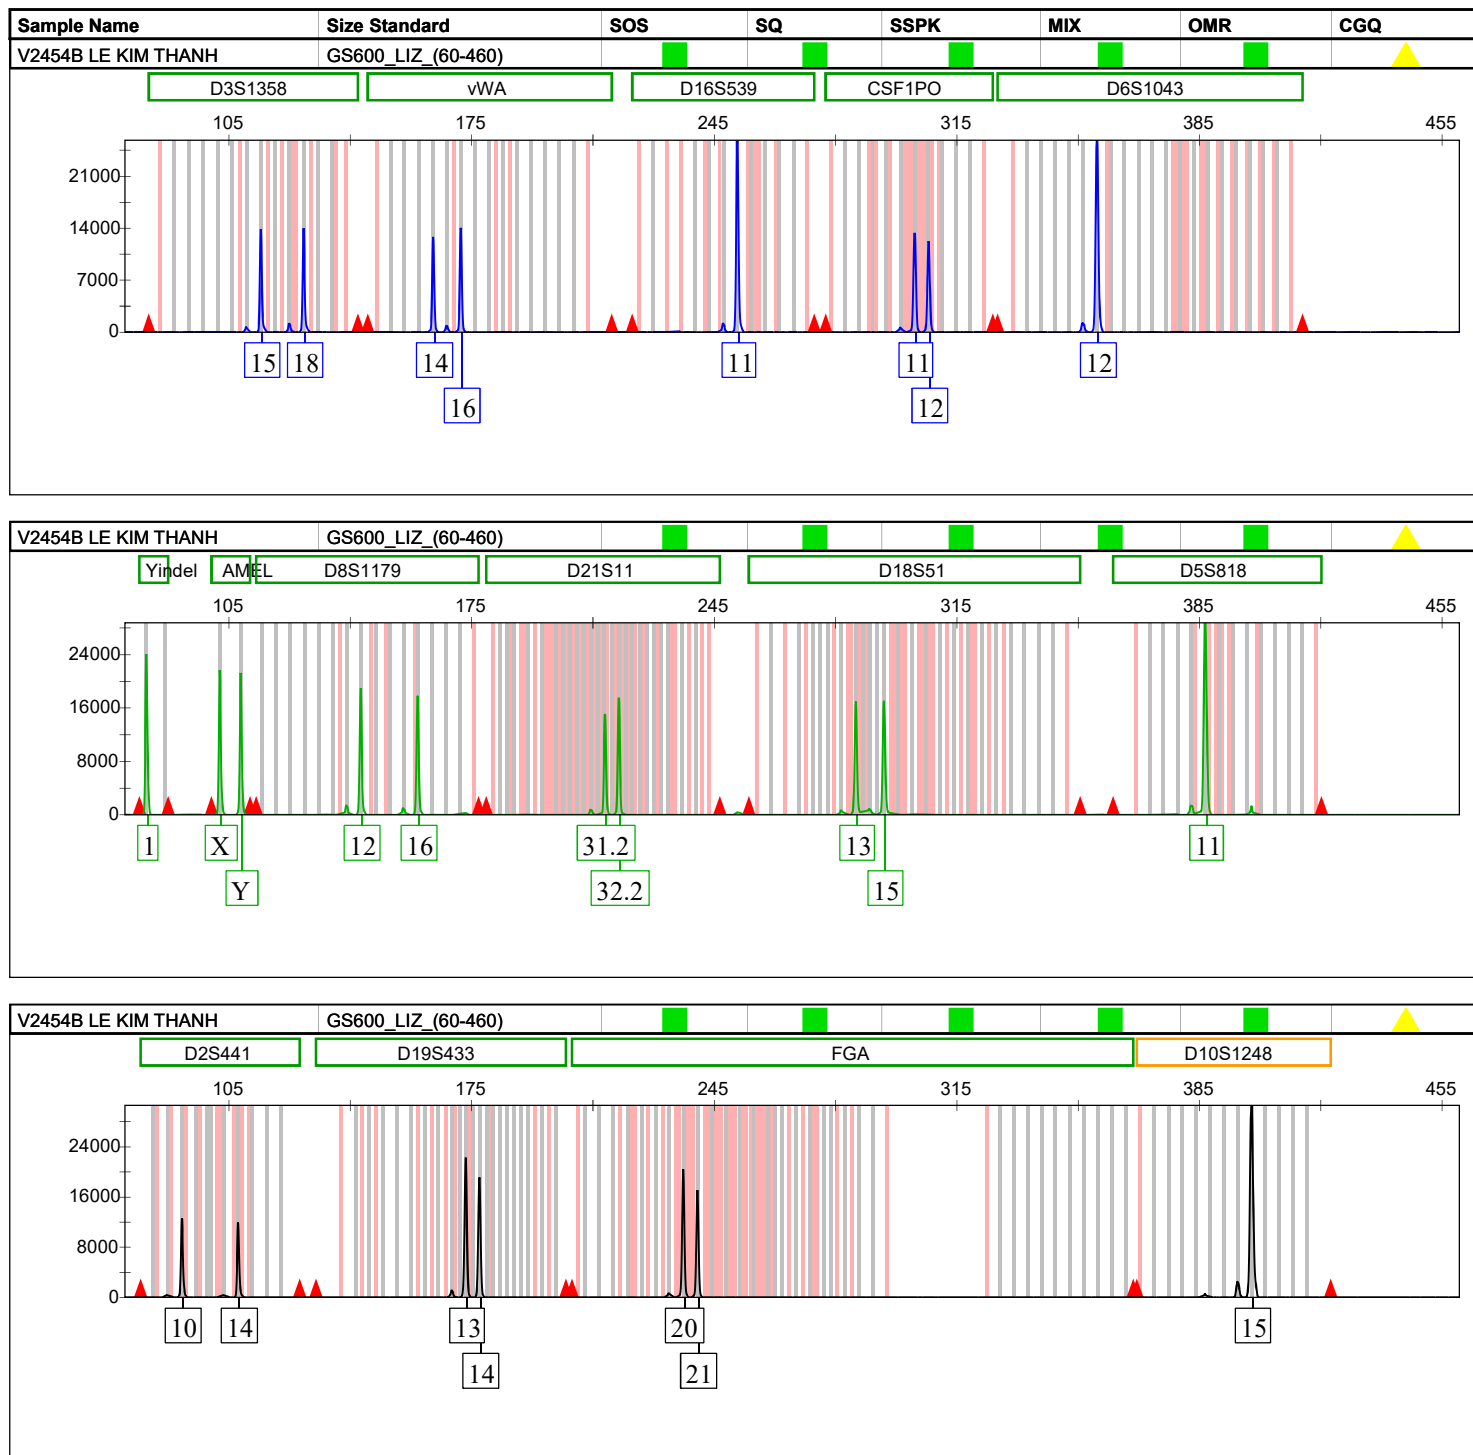 Sample Name Size Standard SOS SQ SSPK MIX OMR CGQ
V2454B LE KIM THANH GS600_LIZ_(60-460)
D3S1358 vWA D16S539 CSF1PO D6S1043
105 175 245 315 385 455
21000
14000
7000
0
15 18 14 11 11 12
16 12
V2454B LE KIM THANH GS600_LIZ_(60-460)
Yindel AMEL D8S1179 D21S11 D18S51 D5S818
105 175 245 315 385 455
24000
16000
8000
0
1 X 12 16 31.2 13 11
Y 32.2 15
V2454B LE KIM THANH GS600_LIZ_(60-460)
D2S441 D19S433 FGA D10S1248
105 175 245 315 385 455
24000
16000
8000
0
10 14 13 20 15
14 21